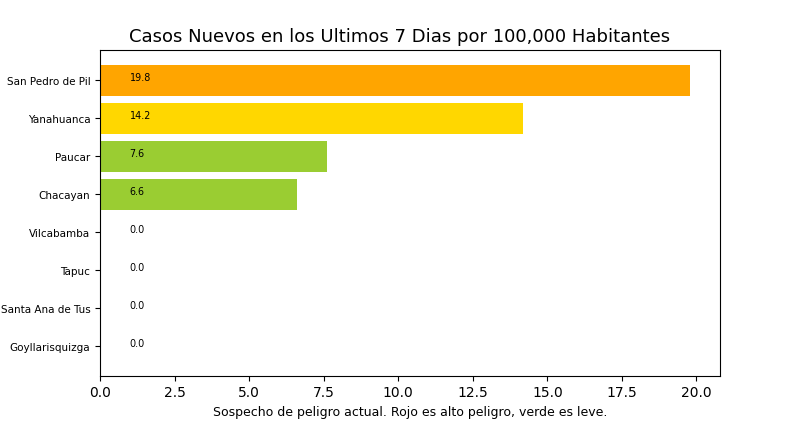 Casos Nuevos en los Ultimos 7 Dias por 100,000 Habitantes
San Pedro de Pil 19.8
Yanahuanca 14.2
Paucar 7.6
Chacayan 6.6
Vilcabamba 0.0
Tapuc 0.0
Santa Ana de Tus 0.0
Goyllarisquizga 0.0
0.0 2.5 5.0 7.5 10.0 12.5 15.0 17.5 20.0
Sospecho de peligro actual. Rojo es alto peligro, verde es leve.